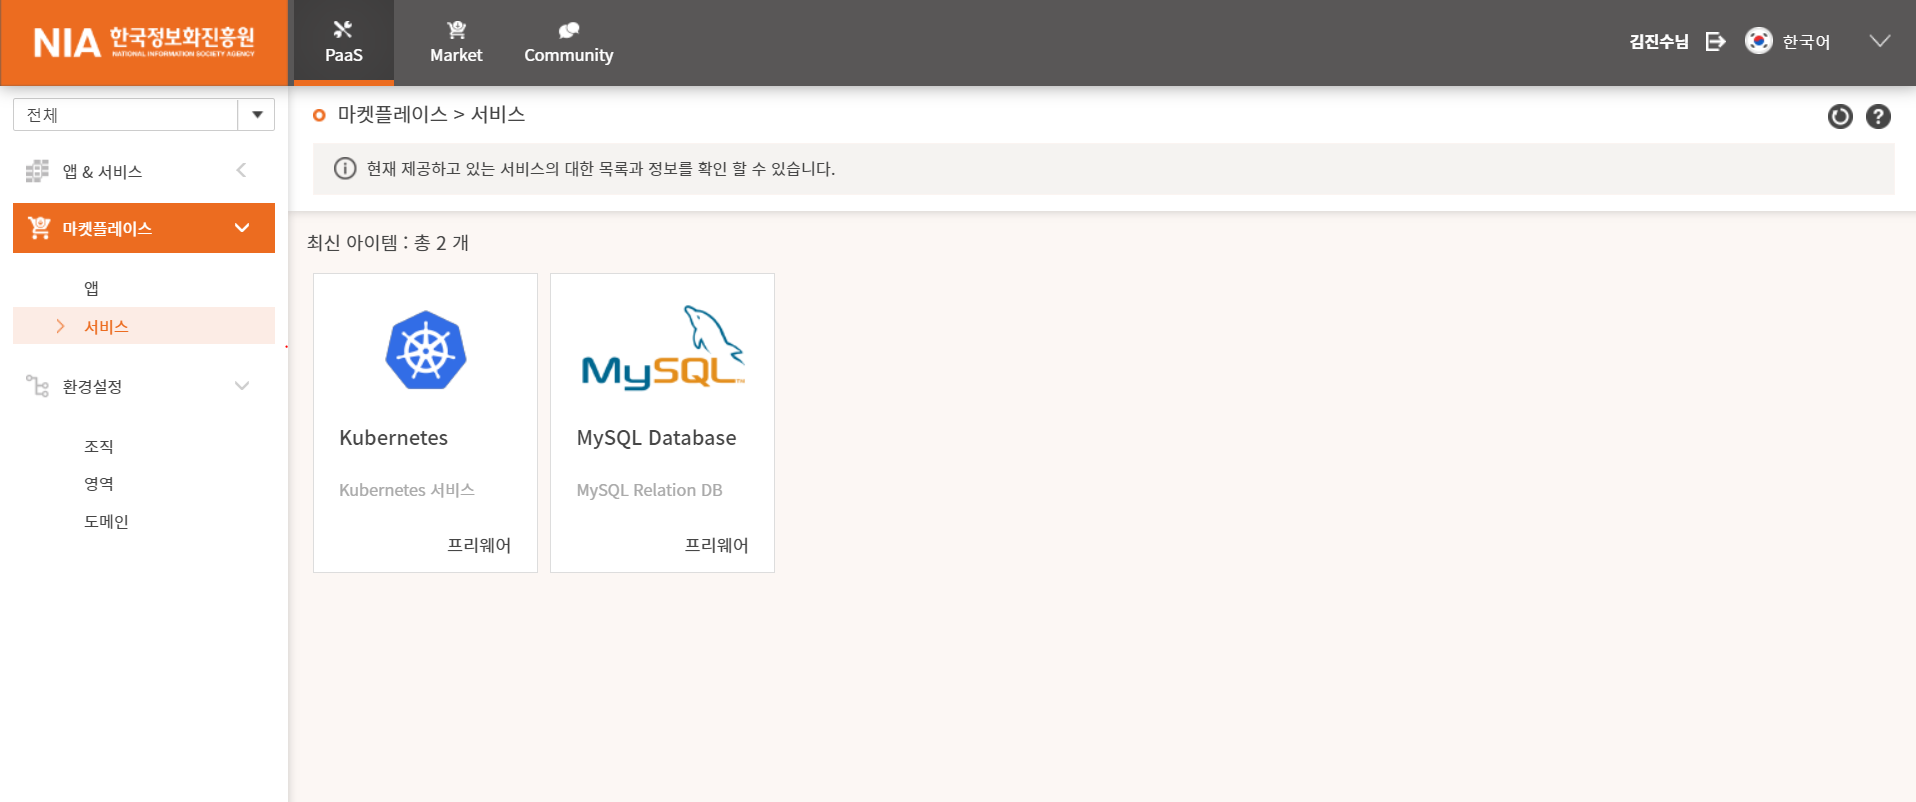 NIA 한국정보화진흥원
NATIONAL INFORMATION SOCIETY AGENCY
PaaS
Market
Community
김진수님
한국어
전체
앱 & 서비스
마켓플레이스
앱
서비스
환경설정
조직
영역
도메인
마켓플레이스 > 서비스
?
현재 제공하고 있는 서비스의 대한 목록과 정보를 확인 할 수 있습니다.
최신 아이템 : 총 2 개
Kubernetes
Kubernetes 서비스
프리웨어
MySQL™
MySQL Database
MySQL Relation DB
프리웨어